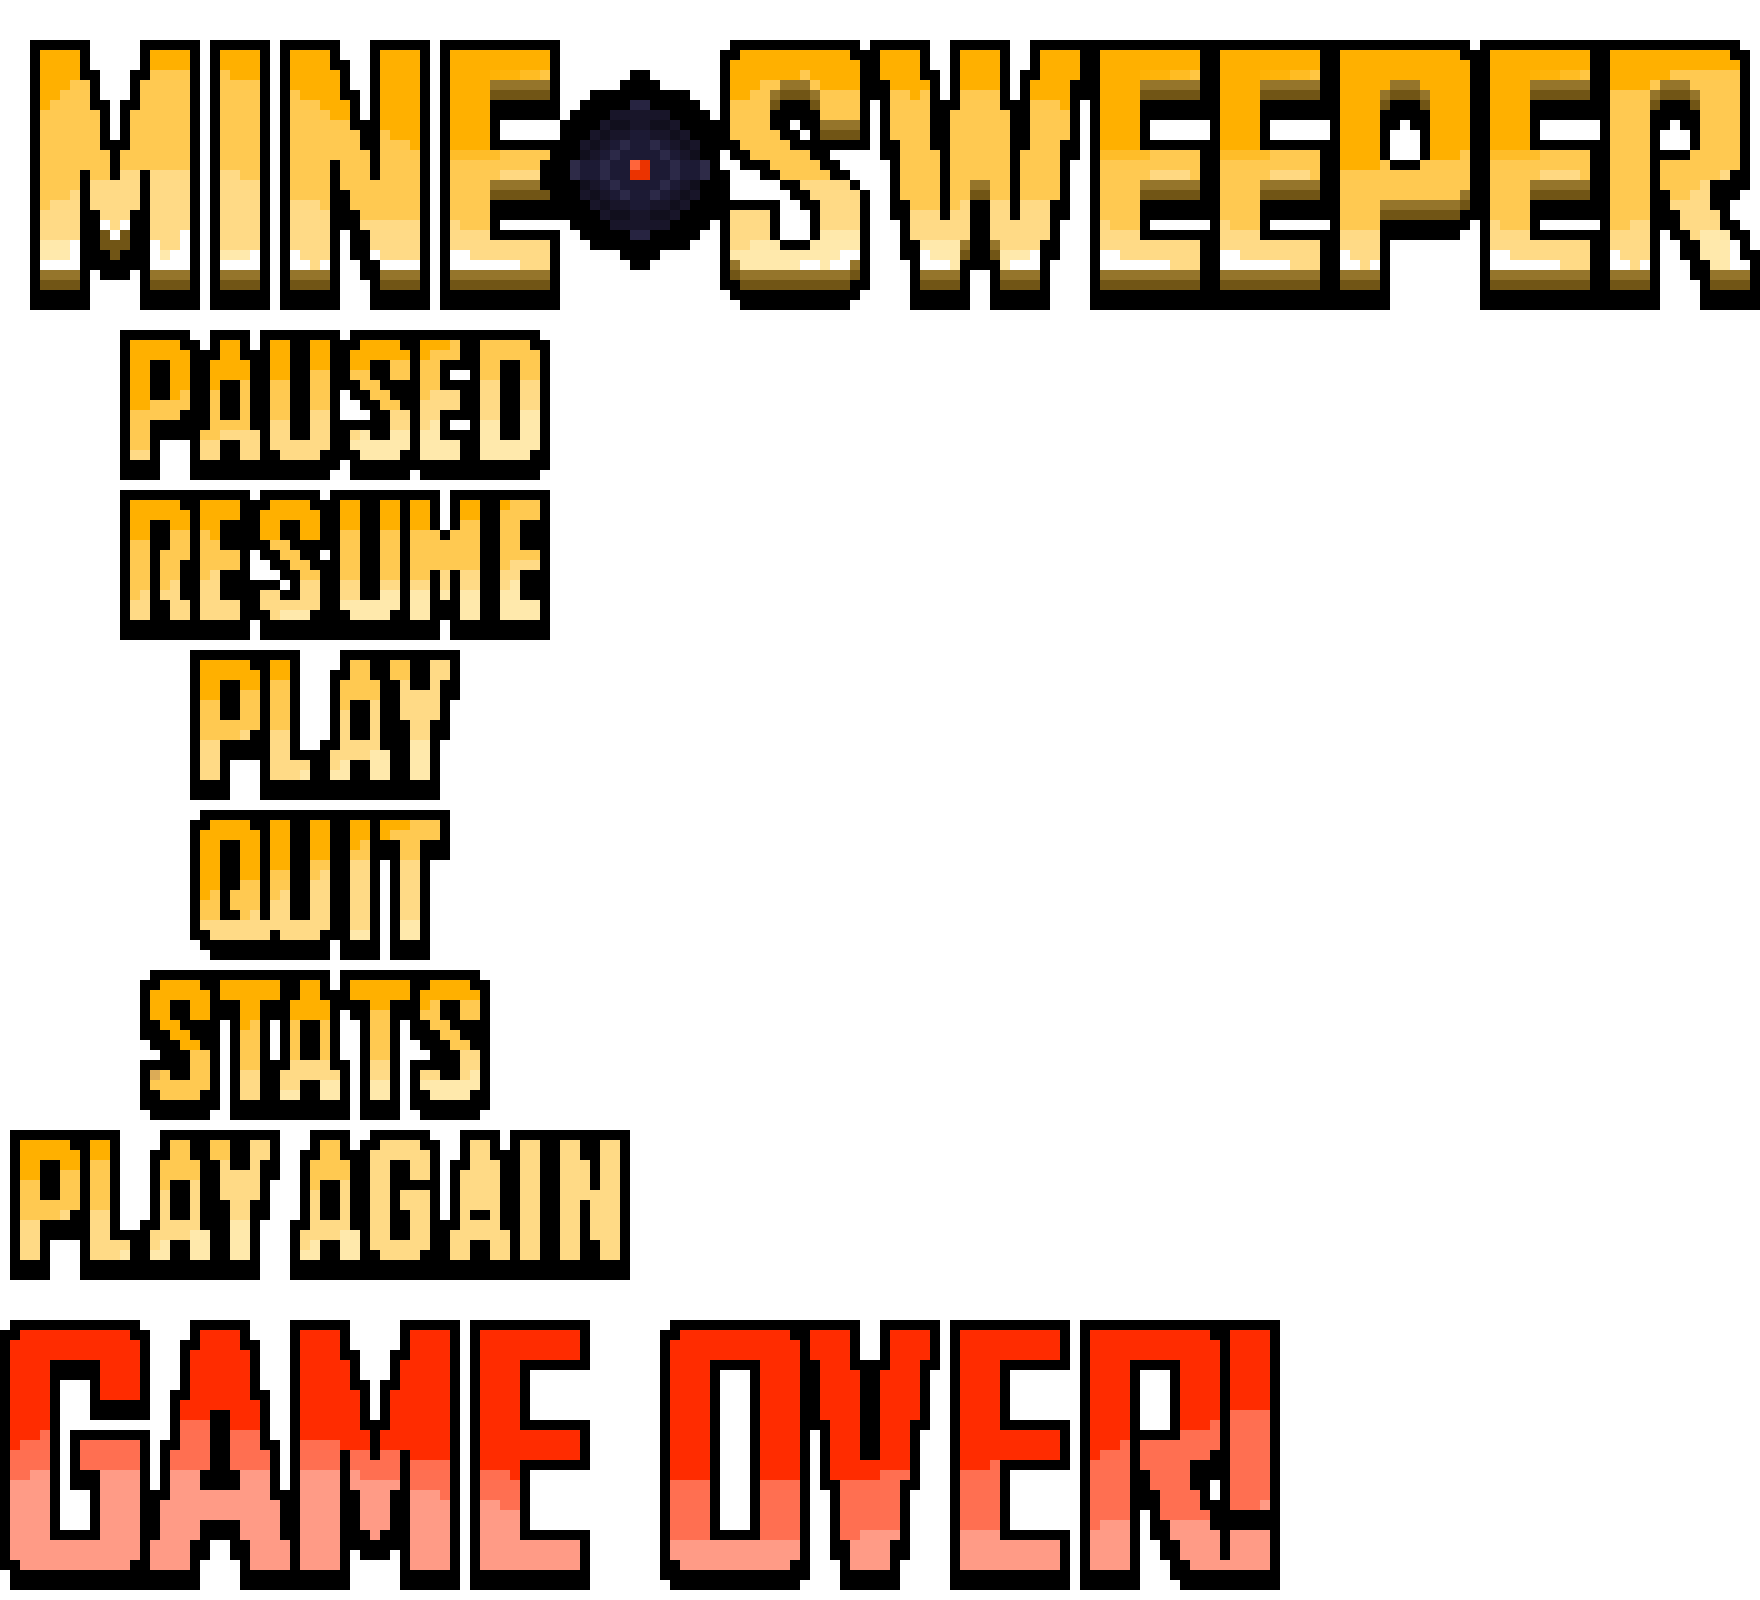 MINE SWEEPER
PAUSED
RESUME
PLAY
QUIT
STATS
PLAY AGAIN
GAME OVER!